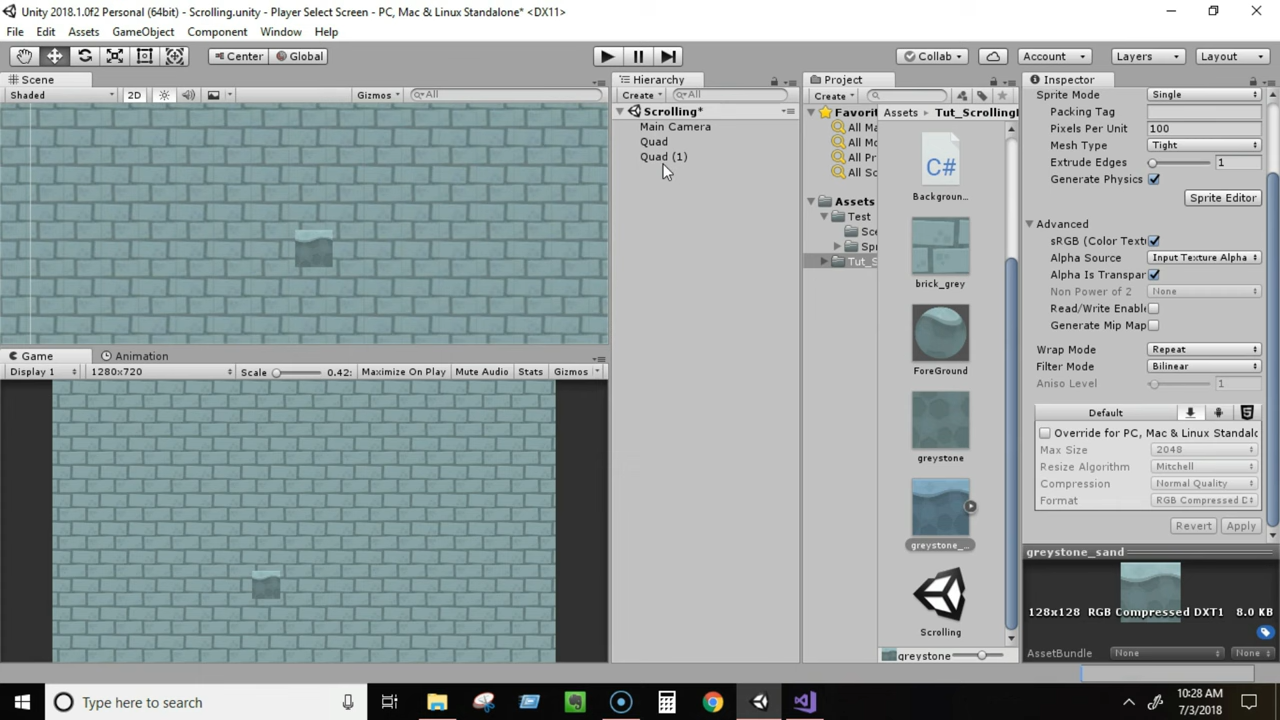 Unity 2018.1.0f2 Personal (64bit) - Scrolling.unity - Player Select Screen - PC, Mac & Linux Standalone* <DX11>
File Edit Assets GameObject Component Window Help
Center Global Collab Account Layers Layout
Scene
Shaded 2D Gizmos All
Game Animation
Display 1 1280x720 Scale 0.42: Maximize On Play Mute Audio Stats Gizmos
Hierarchy
Create All
Scrolling*
Main Camera
Quad
Quad (1)
Project
Create
Favori
All Ma
All Mo
All Pr
All Sc
Assets
Test
Sce
Spr
Tut_S
Assets Tut_Scrolling
C#
Backgroun...
brick_grey
ForeGround
greystone
greystone_...
Scrolling
greystone
Inspector
Sprite Mode Single
Packing Tag
Pixels Per Unit 100
Mesh Type Tight
Extrude Edges 1
Generate Physics
Sprite Editor
Advanced
sRGB (Color Text
Alpha Source Input Texture Alpha
Alpha Is Transpar
Non Power of 2 None
Read/Write Enable
Generate Mip Map
Wrap Mode Repeat
Filter Mode Bilinear
Aniso Level 1
Default
Override for PC, Mac & Linux Standalo
Max Size 2048
Resize Algorithm Mitchell
Compression Normal Quality
Format RGB Compressed D
Revert Apply
greystone_sand
128x128 RGB Compressed DXT1 8.0 KB
AssetBundle None None
Type here to search
10:28 AM
7/3/2018